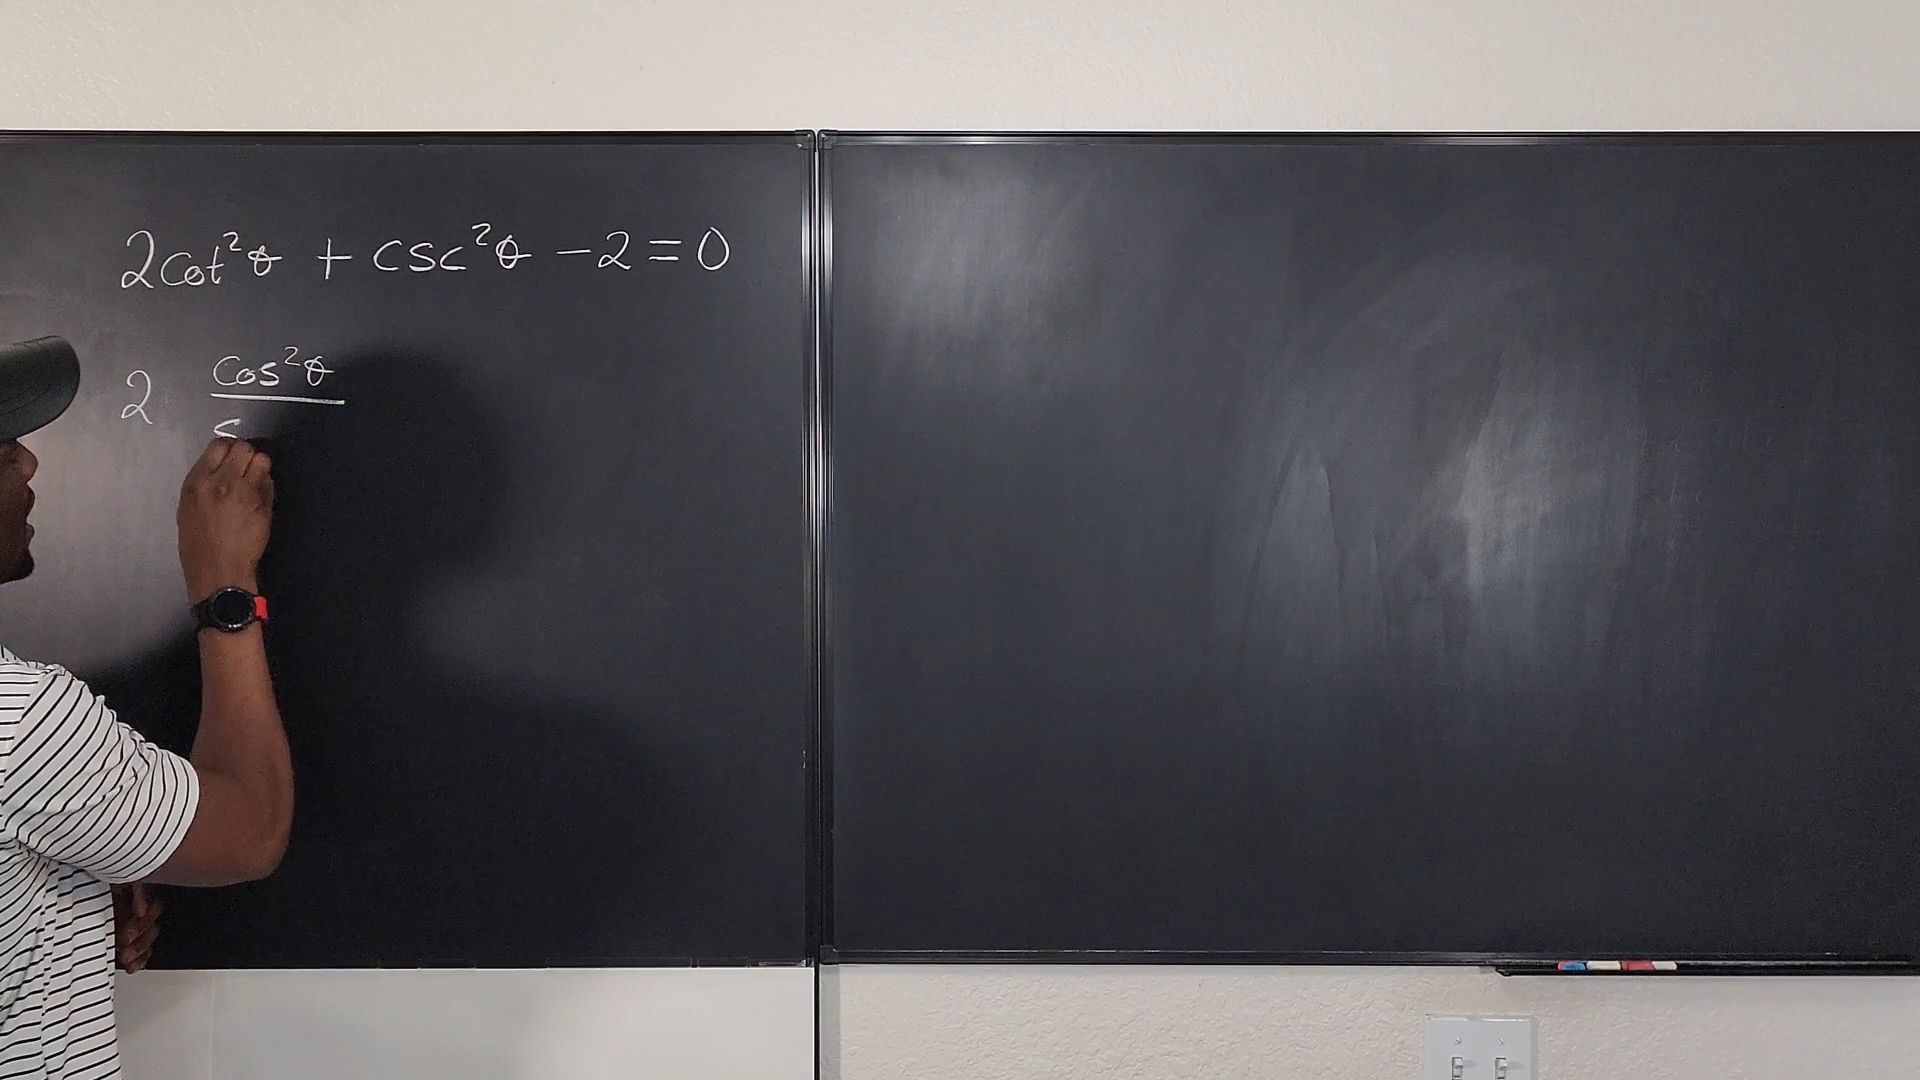 2cot²θ + csc²θ - 2 = 0
2 cos²θ
s